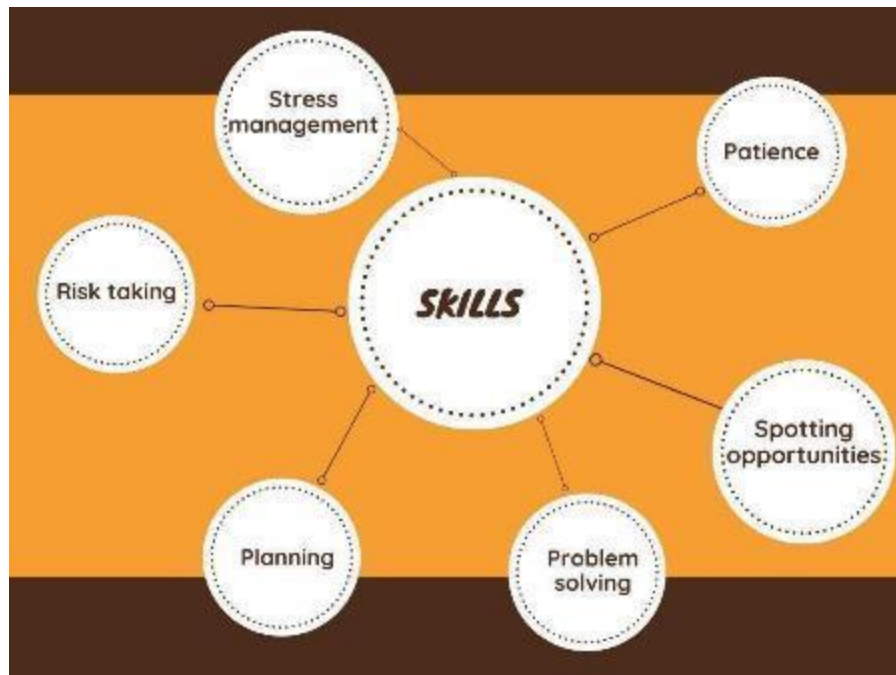 Stress
management
Patience
Risk taking
SKILLS
Spotting
opportunities
Planning
Problem
solving